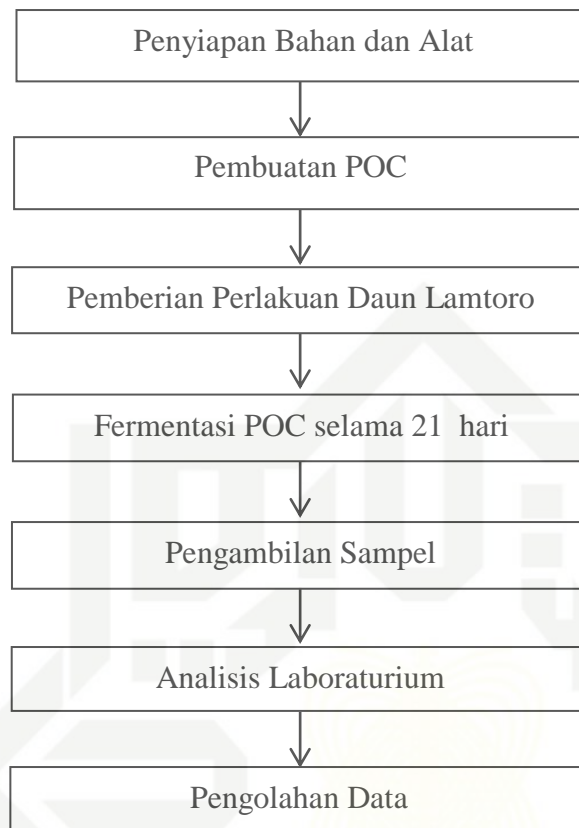 Penyiapan Bahan dan Alat
Pembuatan POC
Pemberian Perlakuan Daun Lamtoro
Fermentasi POC selama 21 hari
Pengambilan Sampel
Analisis Laboraturium
Pengolahan Data